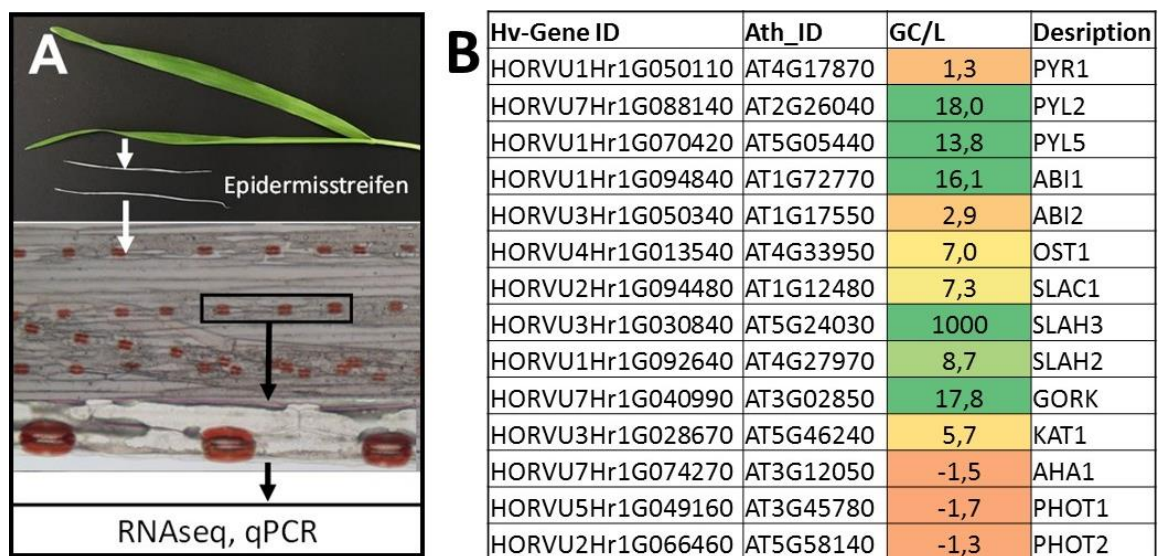 A
Epidermisstreifen
RNAseq, qPCR
B
Hv-Gene ID Ath_ID GC/L Desription
HORVU1Hr1G050110 AT4G17870 1,3 PYR1
HORVU7Hr1G088140 AT2G26040 18,0 PYL2
HORVU1Hr1G070420 AT5G05440 13,8 PYL5
HORVU1Hr1G094840 AT1G72770 16,1 ABI1
HORVU3Hr1G050340 AT1G17550 2,9 ABI2
HORVU4Hr1G013540 AT4G33950 7,0 OST1
HORVU2Hr1G094480 AT1G12480 7,3 SLAC1
HORVU3Hr1G030840 AT5G24030 1000 SLAH3
HORVU1Hr1G092640 AT4G27970 8,7 SLAH2
HORVU7Hr1G040990 AT3G02850 17,8 GORK
HORVU3Hr1G028670 AT5G46240 5,7 KAT1
HORVU7Hr1G074270 AT3G12050 -1,5 AHA1
HORVU5Hr1G049160 AT3G45780 -1,7 PHOT1
HORVU2Hr1G066460 AT5G58140 -1,3 PHOT2